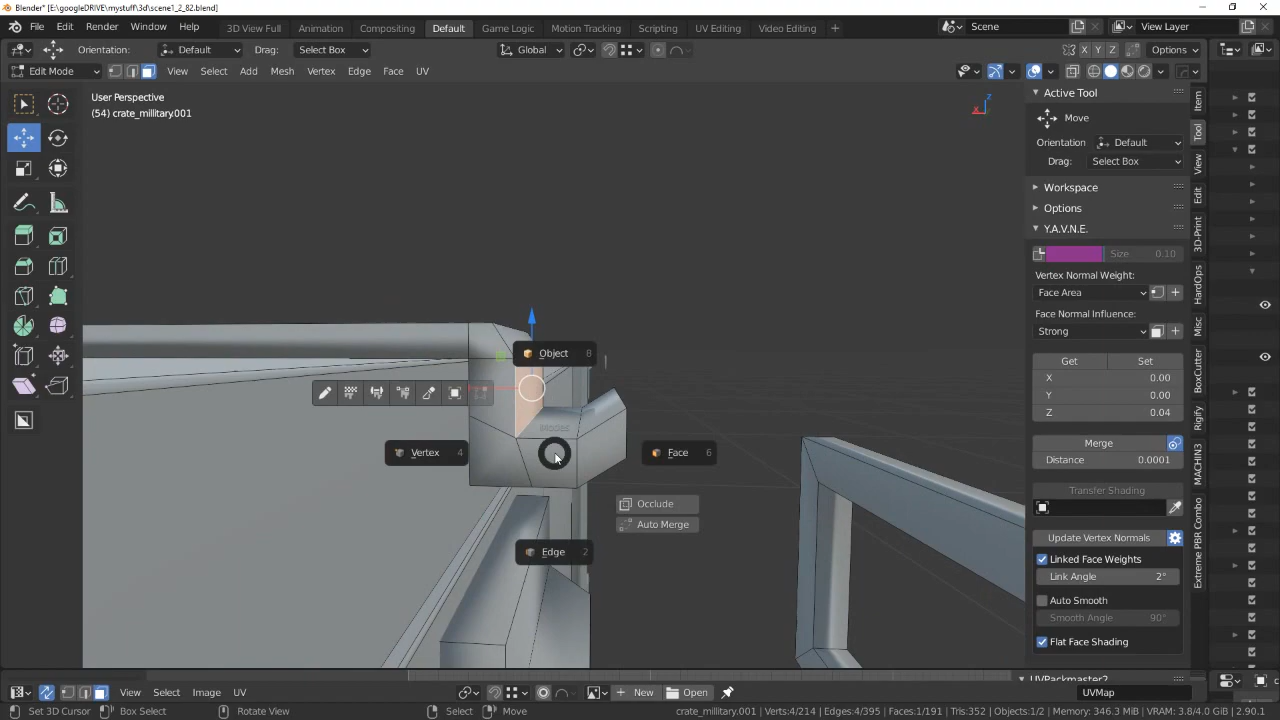 Blender* [E:\googleDRIVE\mystuff\3d\scene1_2_82.blend]
File Edit Render Window Help 3D View Full Animation Compositing Default Game Logic Motion Tracking Scripting UV Editing Video Editing + Scene View Layer
Orientation: Default Drag: Select Box Global X Y Z Options
Edit Mode View Select Add Mesh Vertex Edge Face UV
User Perspective
(54) crate_military.001
Z
X
Active Tool
Move
Orientation Default
Drag: Select Box
Workspace
Options
Y.A.V.N.E.
Size 0.10
Vertex Normal Weight:
Face Area
Face Normal Influence:
Strong
Get Set
X 0.00
Y 0.00
Z 0.04
Merge
Distance 0.0001
Transfer Shading
Update Vertex Normals
Linked Face Weights
Link Angle 2°
Auto Smooth
Smooth Angle 90°
Flat Face Shading
UVPackmaster2
Item
Tool
View
Edit
3D-Print
HardOps
Misc
BoxCutter
Rigify
MACHIN3
Extreme PBR Combo
Object 8
Modes
Vertex 4
Face 6
Occlude
Auto Merge
Edge 2
View Select Image UV New Open UVMap
Set 3D Cursor Box Select Rotate View Select Move crate_military.001 | Verts:4/214 | Edges:4/395 | Faces:1/191 | Tris:352 | Objects:1/2 | Memory: 346.3 MiB | VRAM: 3.8/4.0 GiB | 2.90.1